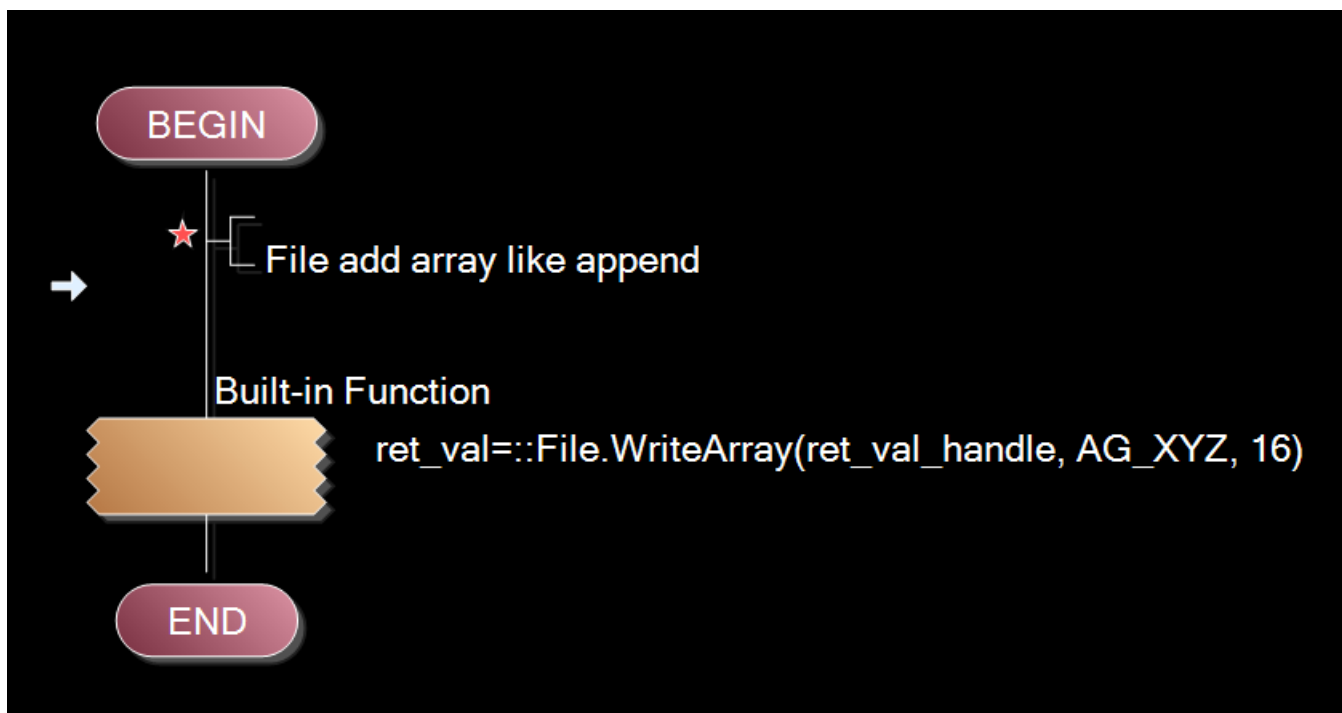 BEGIN
File add array like append
Built-in Function
ret_val=::File.WriteArray(ret_val_handle, AG_XYZ, 16)
END